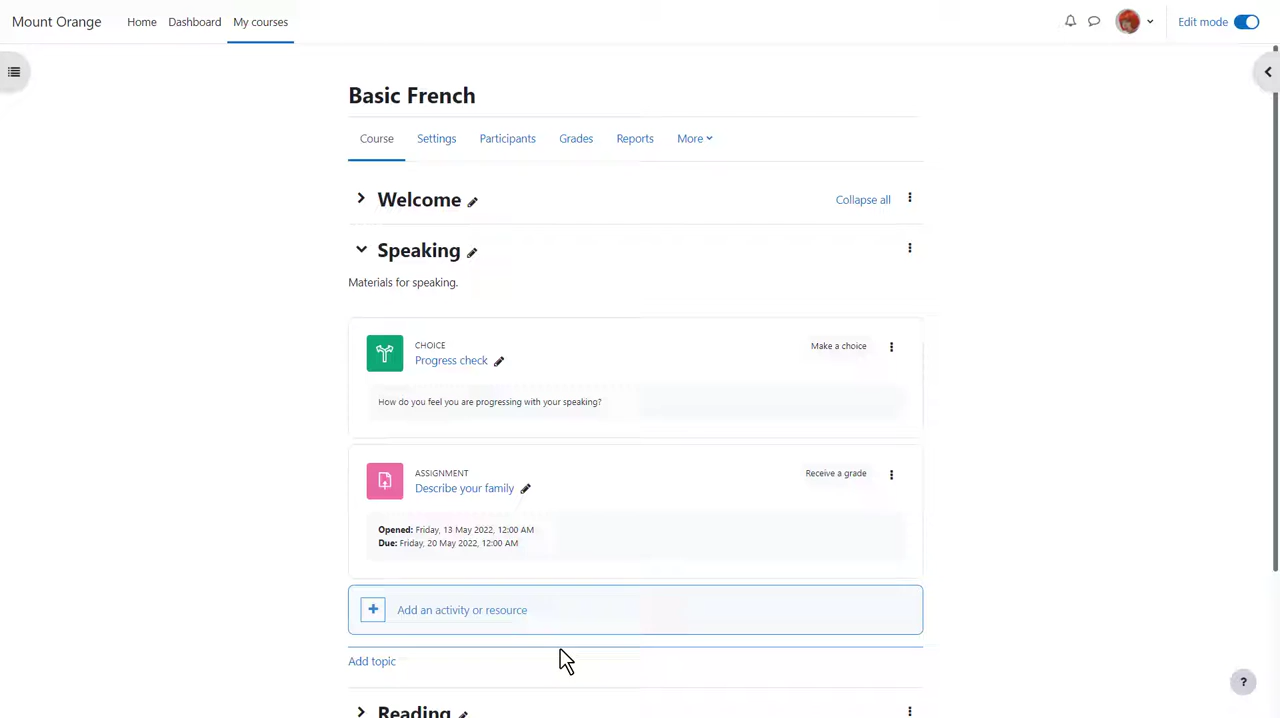 Mount Orange Home Dashboard My courses Edit mode
Basic French
Course Settings Participants Grades Reports More
Welcome Collapse all
Speaking
Materials for speaking.
CHOICE
Progress check Make a choice
How do you feel you are progressing with your speaking?
ASSIGNMENT
Describe your family Receive a grade
Opened: Friday, 13 May 2022, 12:00 AM
Due: Friday, 20 May 2022, 12:00 AM
+ Add an activity or resource
Add topic
?
Reading